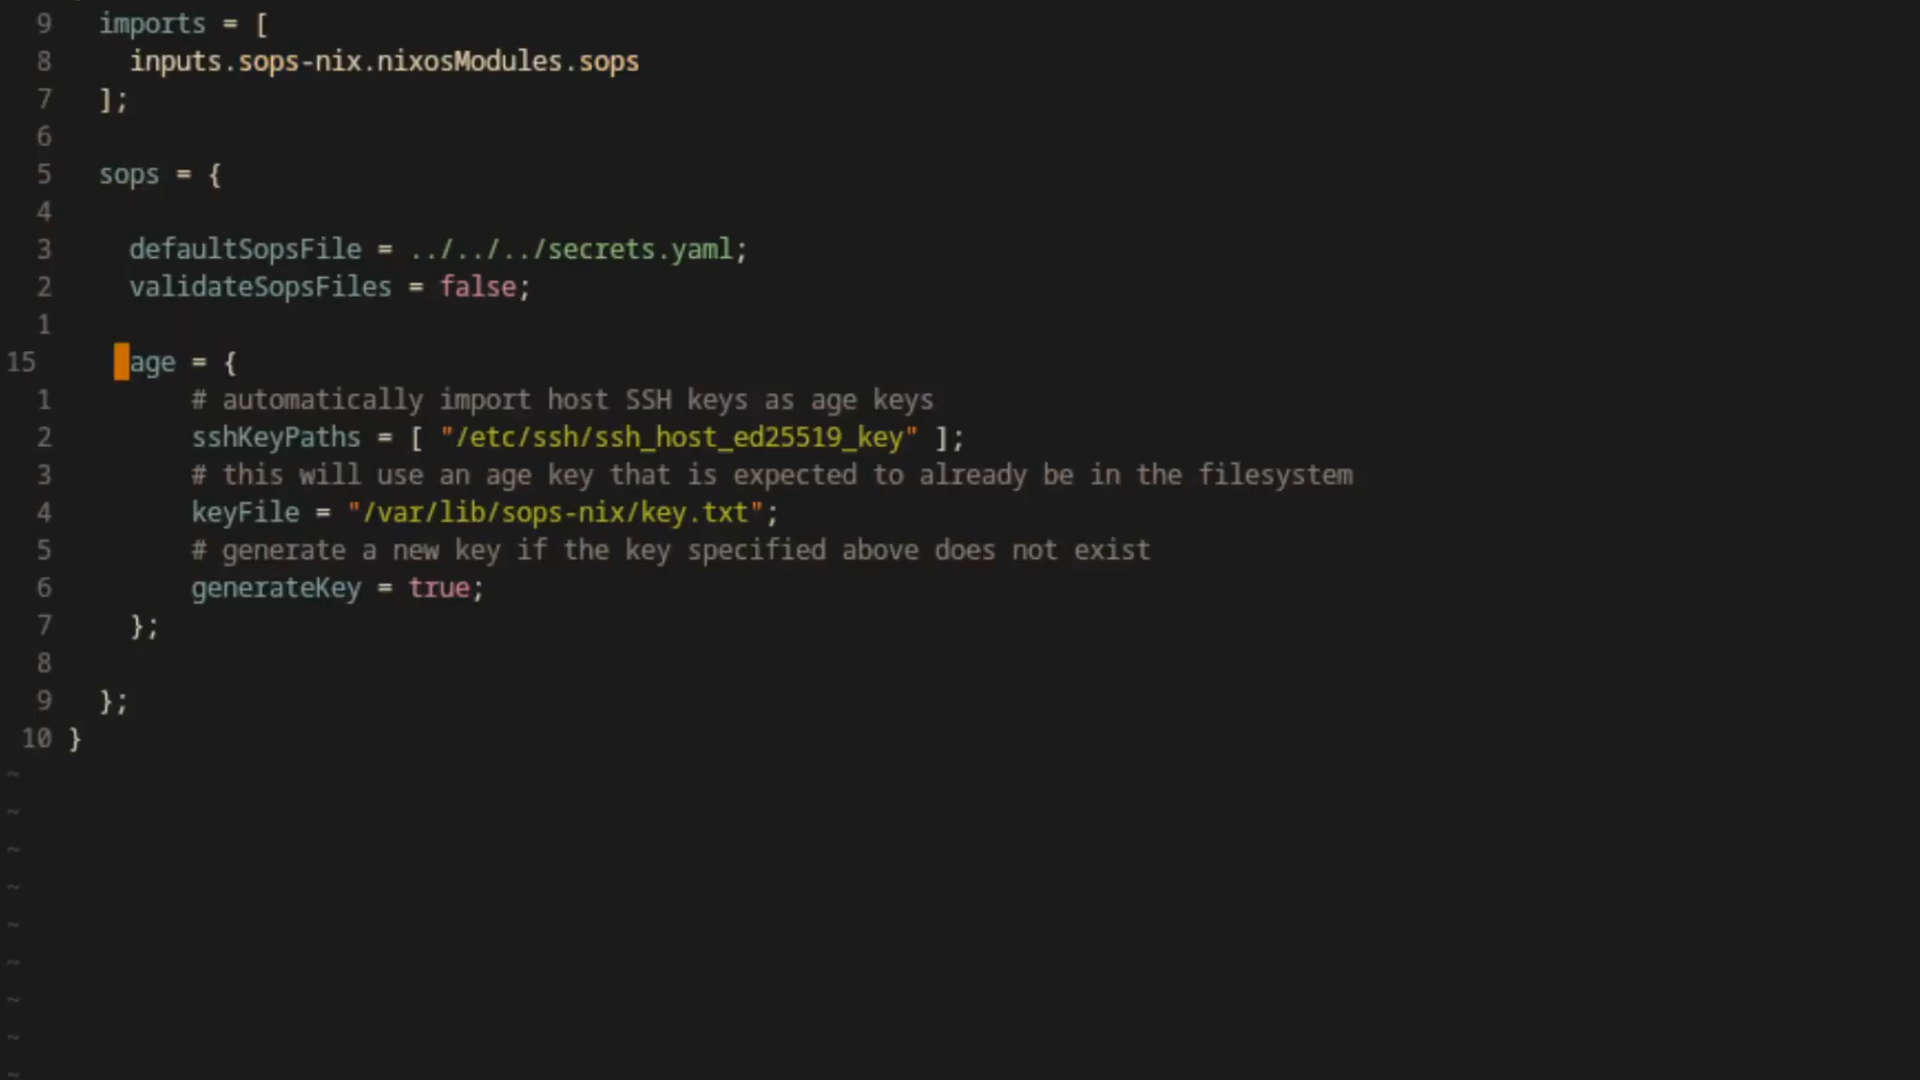 9   imports = [
8     inputs.sops-nix.nixosModules.sops
7   ];
6
5   sops = {
4
3     defaultSopsFile = ../../../secrets.yaml;
2     validateSopsFiles = false;
1
15     age = {
1         # automatically import host SSH keys as age keys
2         sshKeyPaths = [ "/etc/ssh/ssh_host_ed25519_key" ];
3         # this will use an age key that is expected to already be in the filesystem
4         keyFile = "/var/lib/sops-nix/key.txt";
5         # generate a new key if the key specified above does not exist
6         generateKey = true;
7     };
8
9   };
10 }
~
~
~
~
~
~
~
~
~